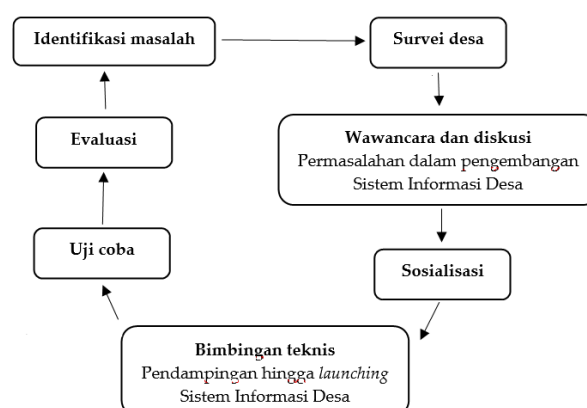 Identifikasi masalah
Survei desa
Wawancara dan diskusi
Permasalahan dalam pengembangan
Sistem Informasi Desa
Sosialisasi
Bimbingan teknis
Pendampingan hingga launching
Sistem Informasi Desa
Uji coba
Evaluasi